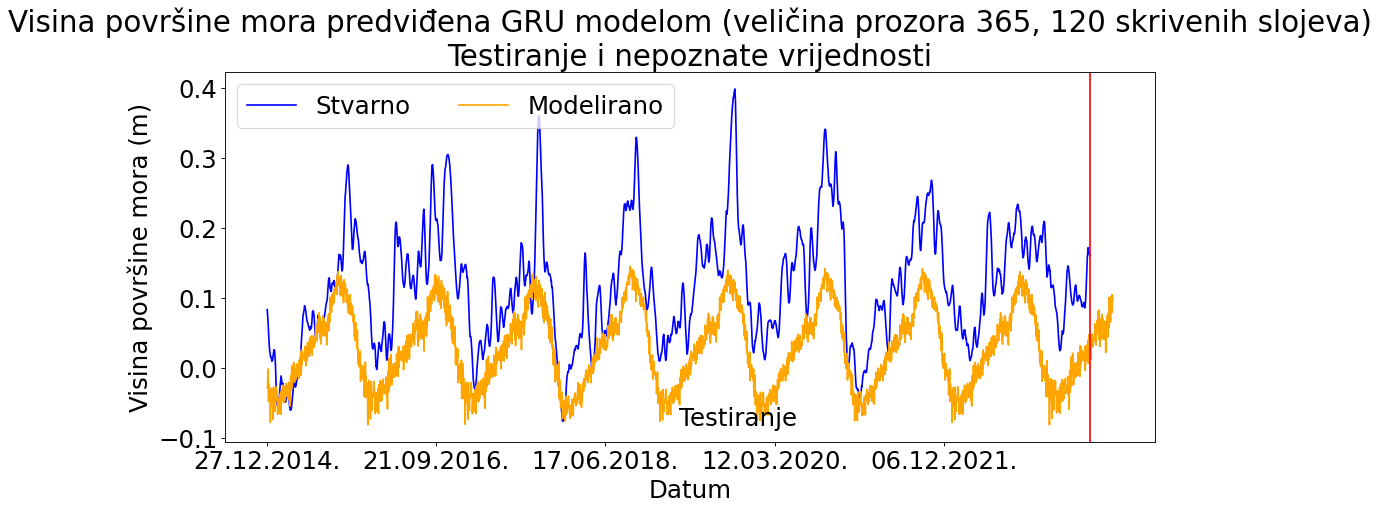 Visina površine mora predviđena GRU modelom (veličina prozora 365, 120 skrivenih slojeva)
Testiranje i nepoznate vrijednosti
Stvarno
Modelirano
Visina površine mora (m)
0.4
0.3
0.2
0.1
0.0
−0.1
Testiranje
27.12.2014.
21.09.2016.
17.06.2018.
12.03.2020.
06.12.2021.
Datum